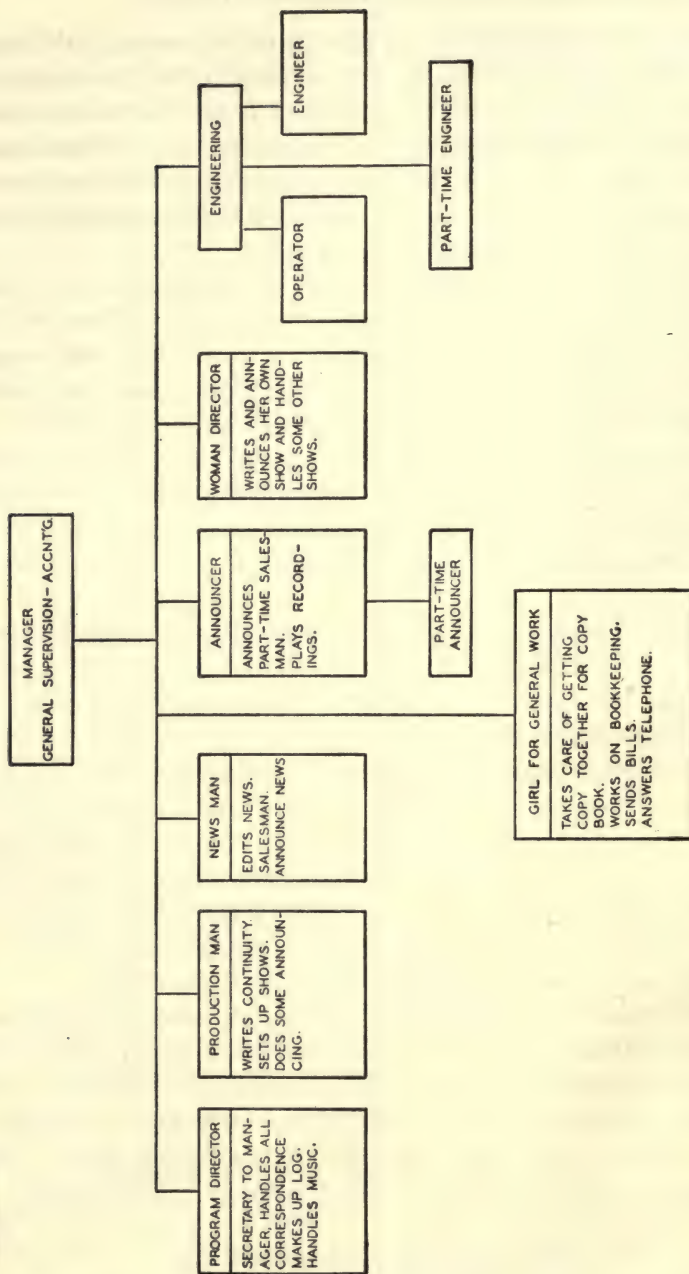 MANAGER
GENERAL SUPERVISION - ACCNT'G.
PROGRAM DIRECTOR
SECRETARY TO MAN-
AGER, HANDLES ALL
CORRESPONDENCE
MAKES UP LOG.
HANDLES MUSIC.
PRODUCTION MAN
WRITES CONTINUITY.
SETS UP SHOWS.
DOES SOME ANNOUN-
CING.
NEWS MAN
EDITS NEWS.
SALESMAN.
ANNOUNCE NEWS
ANNOUNCER
ANNOUNCES
PART-TIME SALES-
MAN.
PLAYS RECORD-
INGS.
WOMAN DIRECTOR
WRITES AND ANN-
OUNCES HER OWN
SHOW AND HAND-
LES SOME OTHER
SHOWS.
ENGINEERING
OPERATOR
ENGINEER
PART-TIME
ANNOUNCER
PART-TIME ENGINEER
GIRL FOR GENERAL WORK
TAKES CARE OF GETTING
COPY TOGETHER FOR COPY
BOOK.
WORKS ON BOOKKEEPING.
SENDS BILLS.
ANSWERS TELEPHONE.